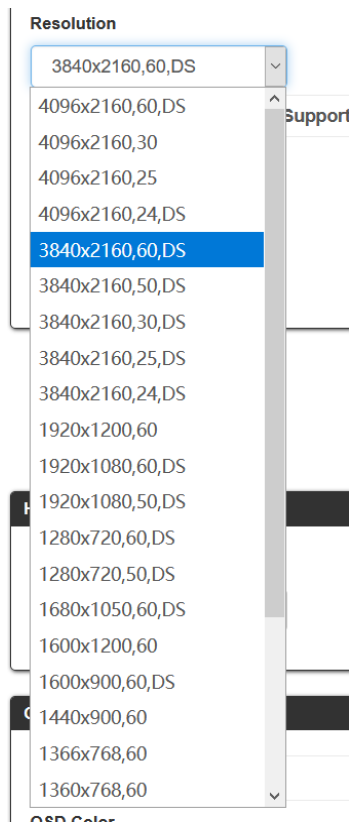 Resolution
3840x2160,60,DS
Support
4096x2160,60,DS
4096x2160,30
4096x2160,25
4096x2160,24,DS
3840x2160,60,DS
3840x2160,50,DS
3840x2160,30,DS
3840x2160,25,DS
3840x2160,24,DS
1920x1200,60
1920x1080,60,DS
1920x1080,50,DS
1280x720,60,DS
1280x720,50,DS
1680x1050,60,DS
1600x1200,60
1600x900,60,DS
1440x900,60
1366x768,60
1360x768,60
OSD Color